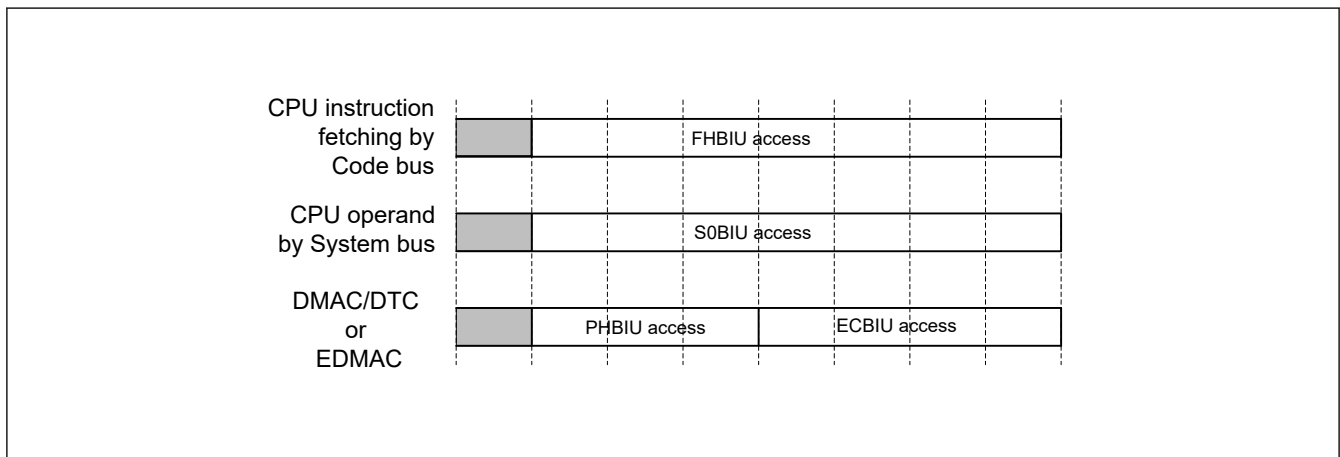 CPU instruction
fetching by
Code bus
FHBIU access
CPU operand
by System bus
S0BIU access
DMAC/DTC
or
EDMAC
PHBIU access
ECBIU access